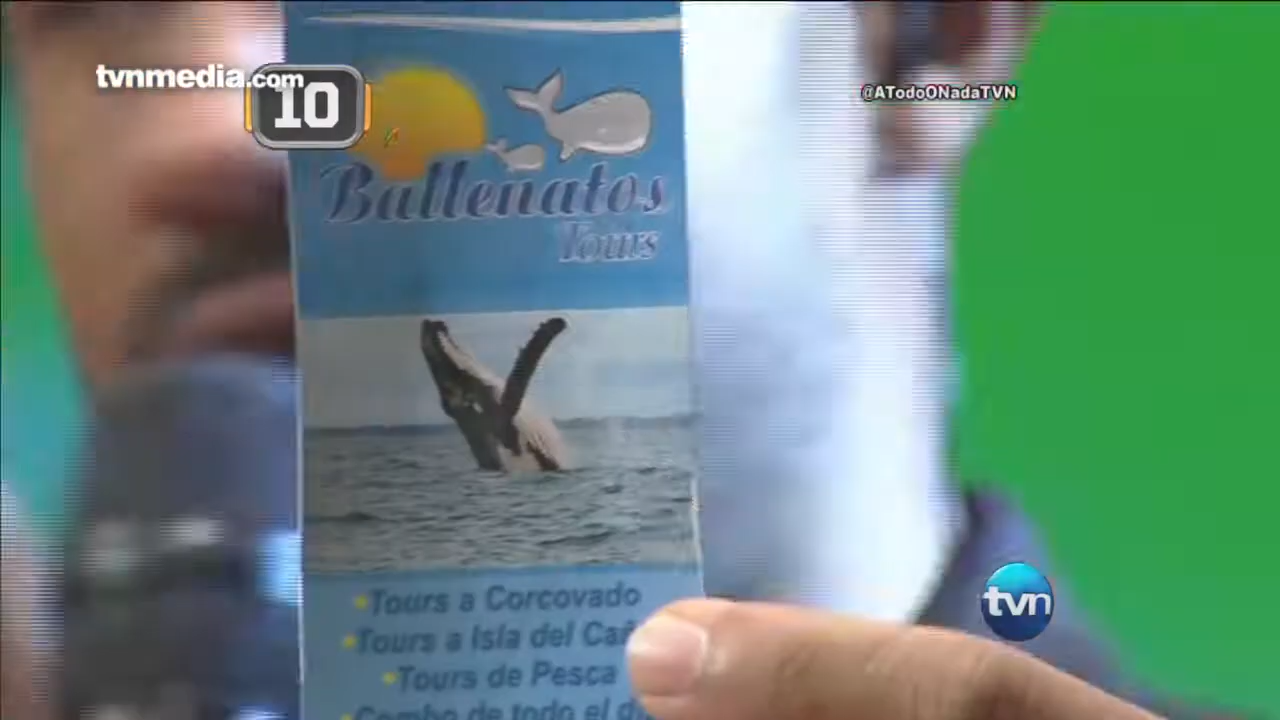 tvnmedia.com
10
@ATodoONadaTVN
Ballenatos
Tours
•Tours a Corcovado
•Tours a Isla del
•Tours de Pesca
•Combo de todo el
tvn